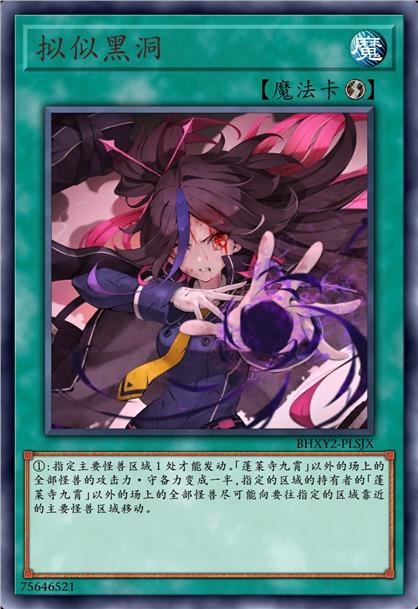 拟似黑洞
魔
【魔法卡】
BHXY2-PLSJX
①:指定主要怪兽区域1处才能发动。「蓬莱寺九霄」以外的场上的
全部怪兽的攻击力·守备力变成一半,指定的区域的持有者的「蓬
莱寺九霄」以外的场上的全部怪兽尽可能向要往指定的区域靠近
的主要怪兽区域移动。
75646521